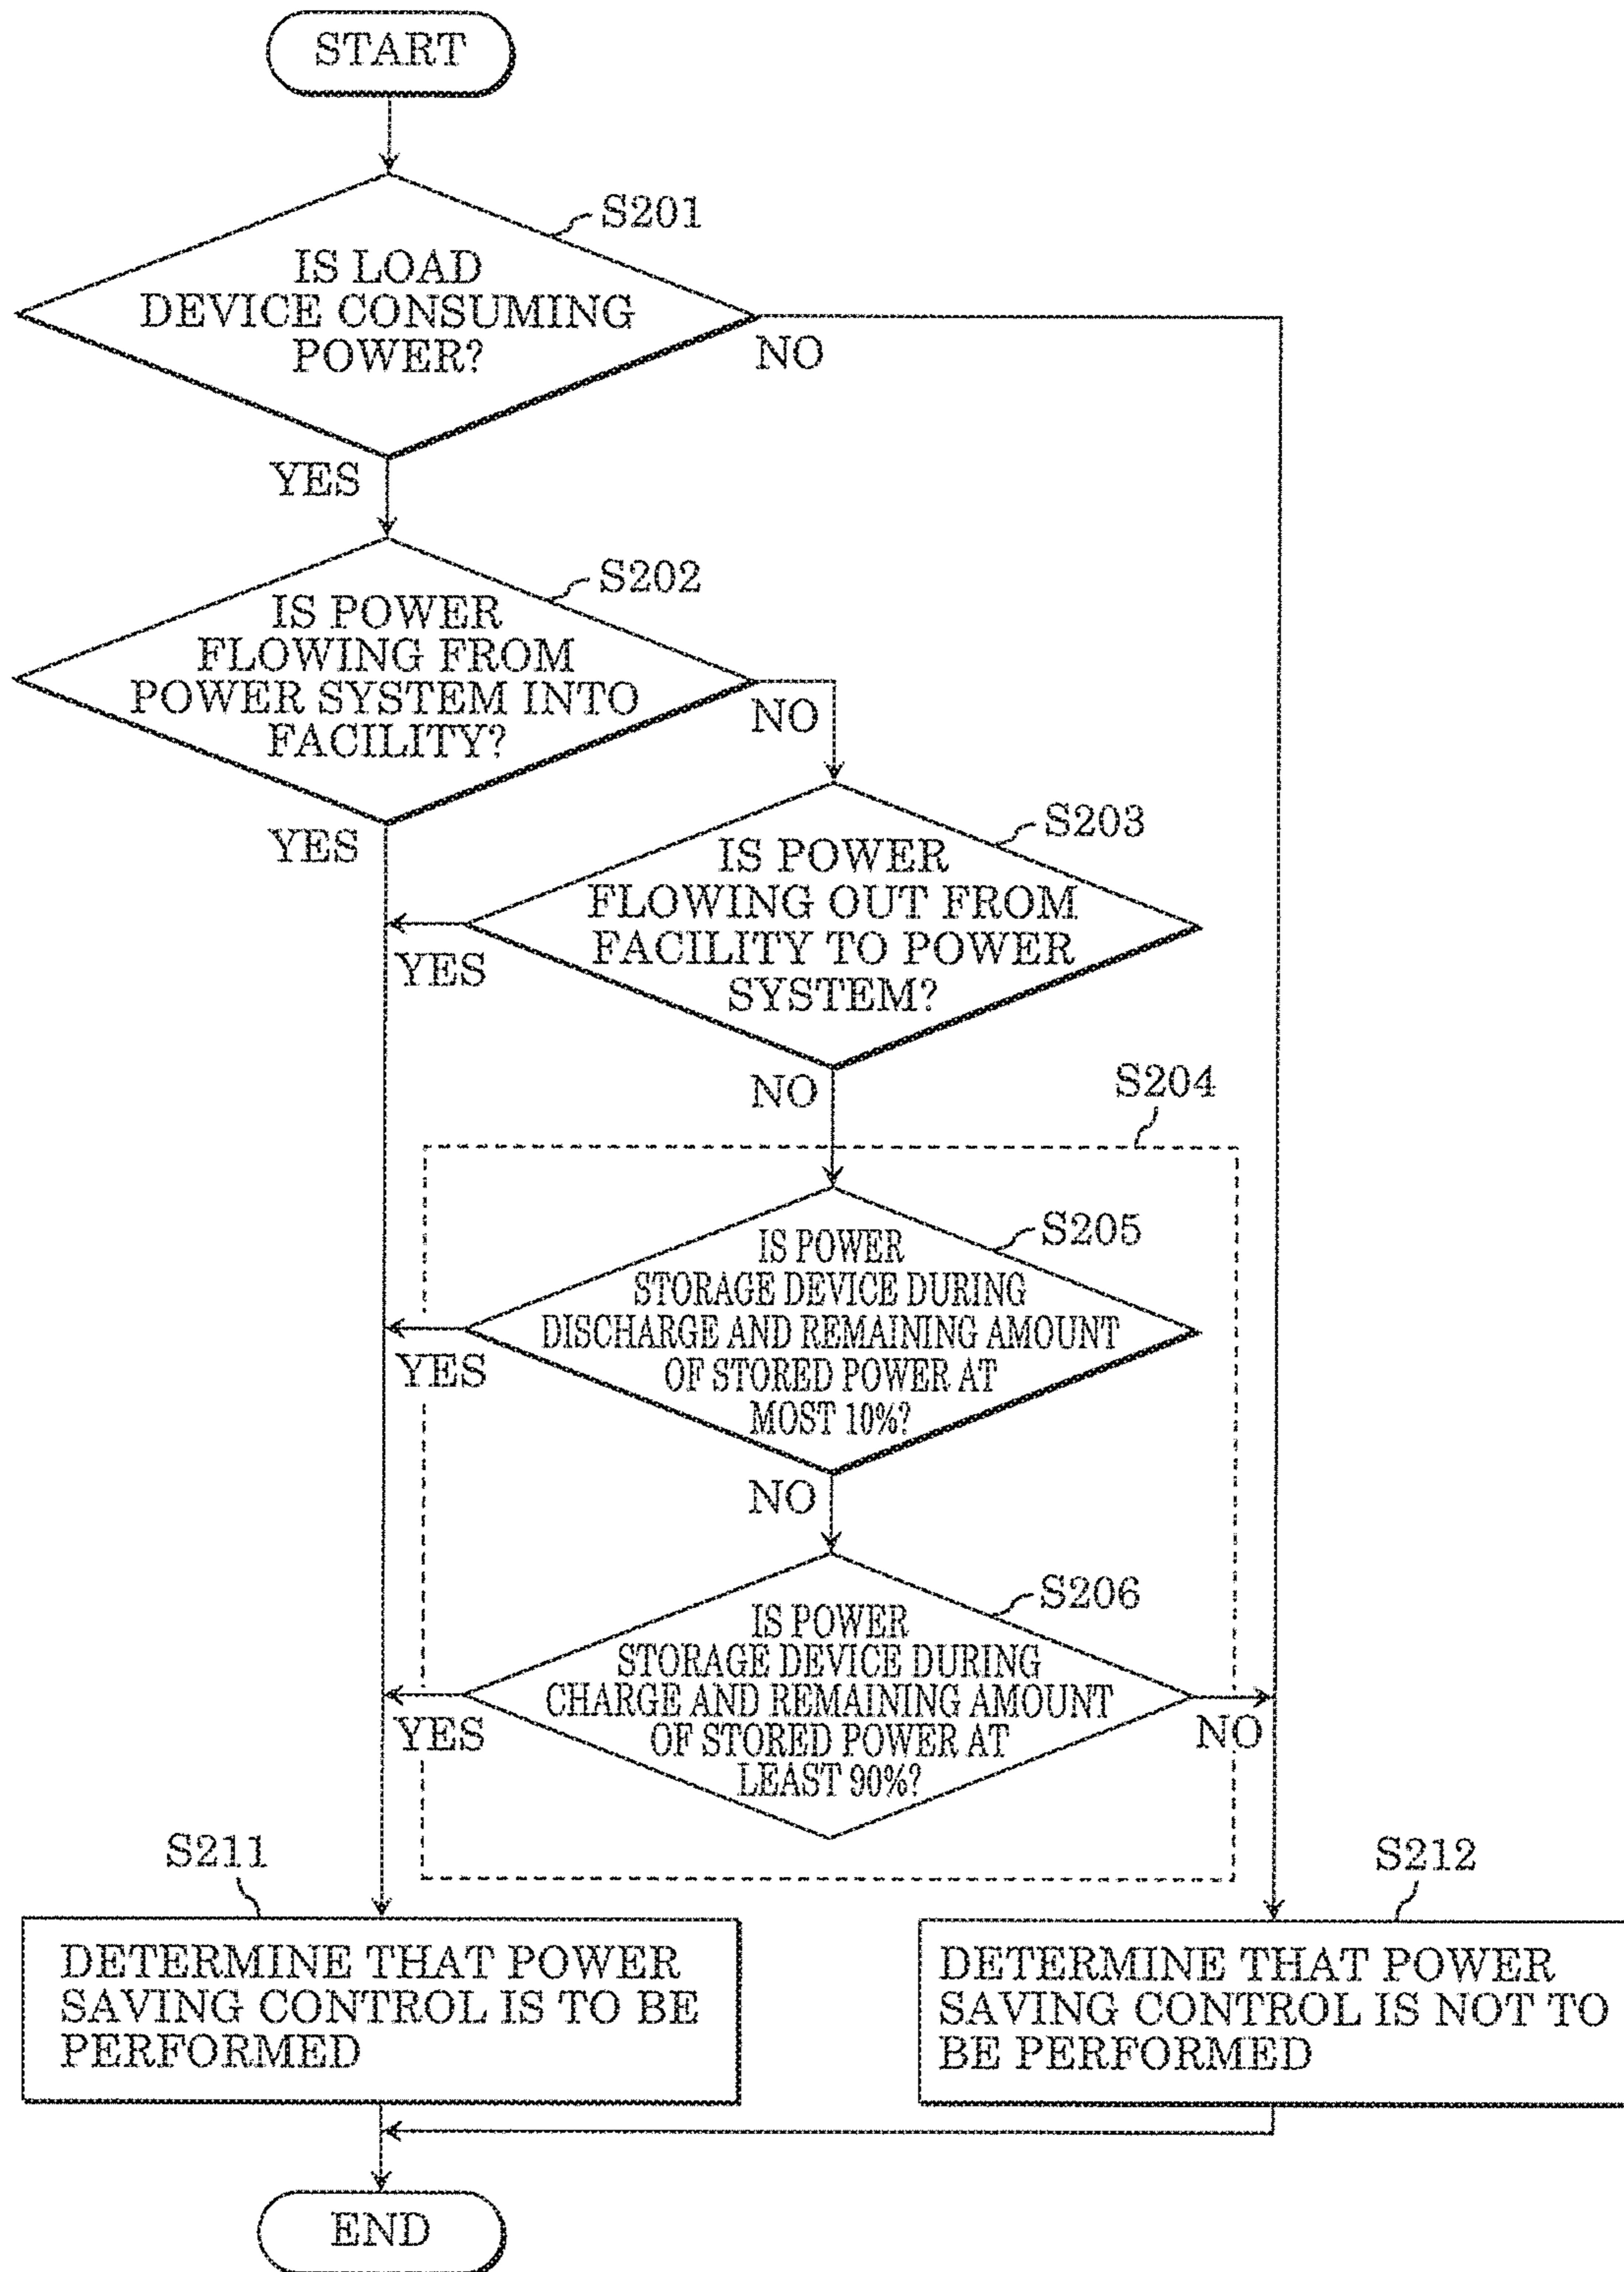 START
S201
IS LOAD
DEVICE CONSUMING
POWER?
NO
YES
S202
IS POWER
FLOWING FROM
POWER SYSTEM INTO
FACILITY?
NO
YES
S203
IS POWER
FLOWING OUT FROM
FACILITY TO POWER
SYSTEM?
YES
NO
S204
S205
IS POWER
STORAGE DEVICE DURING
DISCHARGE AND REMAINING AMOUNT
OF STORED POWER AT
MOST 10%?
YES
NO
S206
IS POWER
STORAGE DEVICE DURING
CHARGE AND REMAINING AMOUNT
OF STORED POWER AT
LEAST 90%?
YES
NO
S211
DETERMINE THAT POWER
SAVING CONTROL IS TO BE
PERFORMED
S212
DETERMINE THAT POWER
SAVING CONTROL IS NOT TO
BE PERFORMED
END